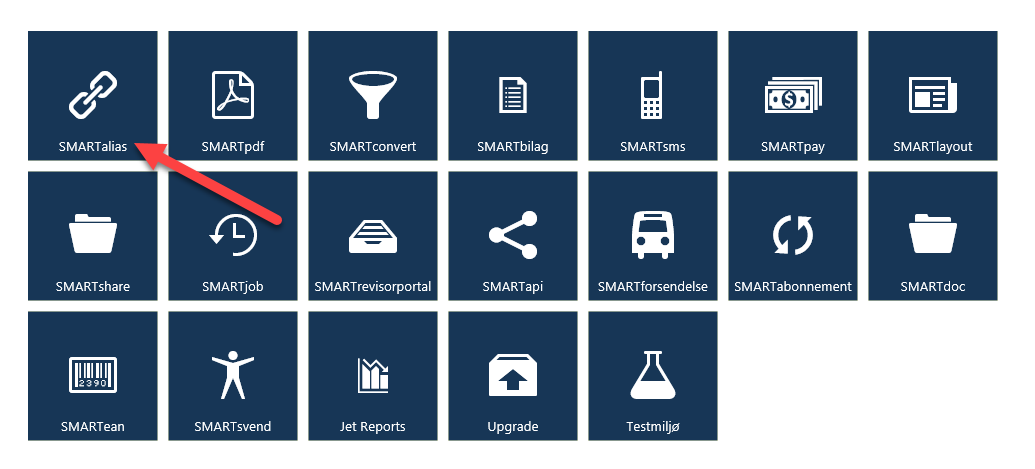 SMARTalias
SMARTpdf
SMARTconvert
SMARTbilag
SMARTsms
SMARTpay
SMARTlayout
SMARTshare
SMARTjob
SMARTrevisorportal
SMARTapi
SMARTforsendelse
SMARTabonnement
SMARTdoc
2390
SMARTean
SMARTsvend
Jet Reports
Upgrade
Testmiljø